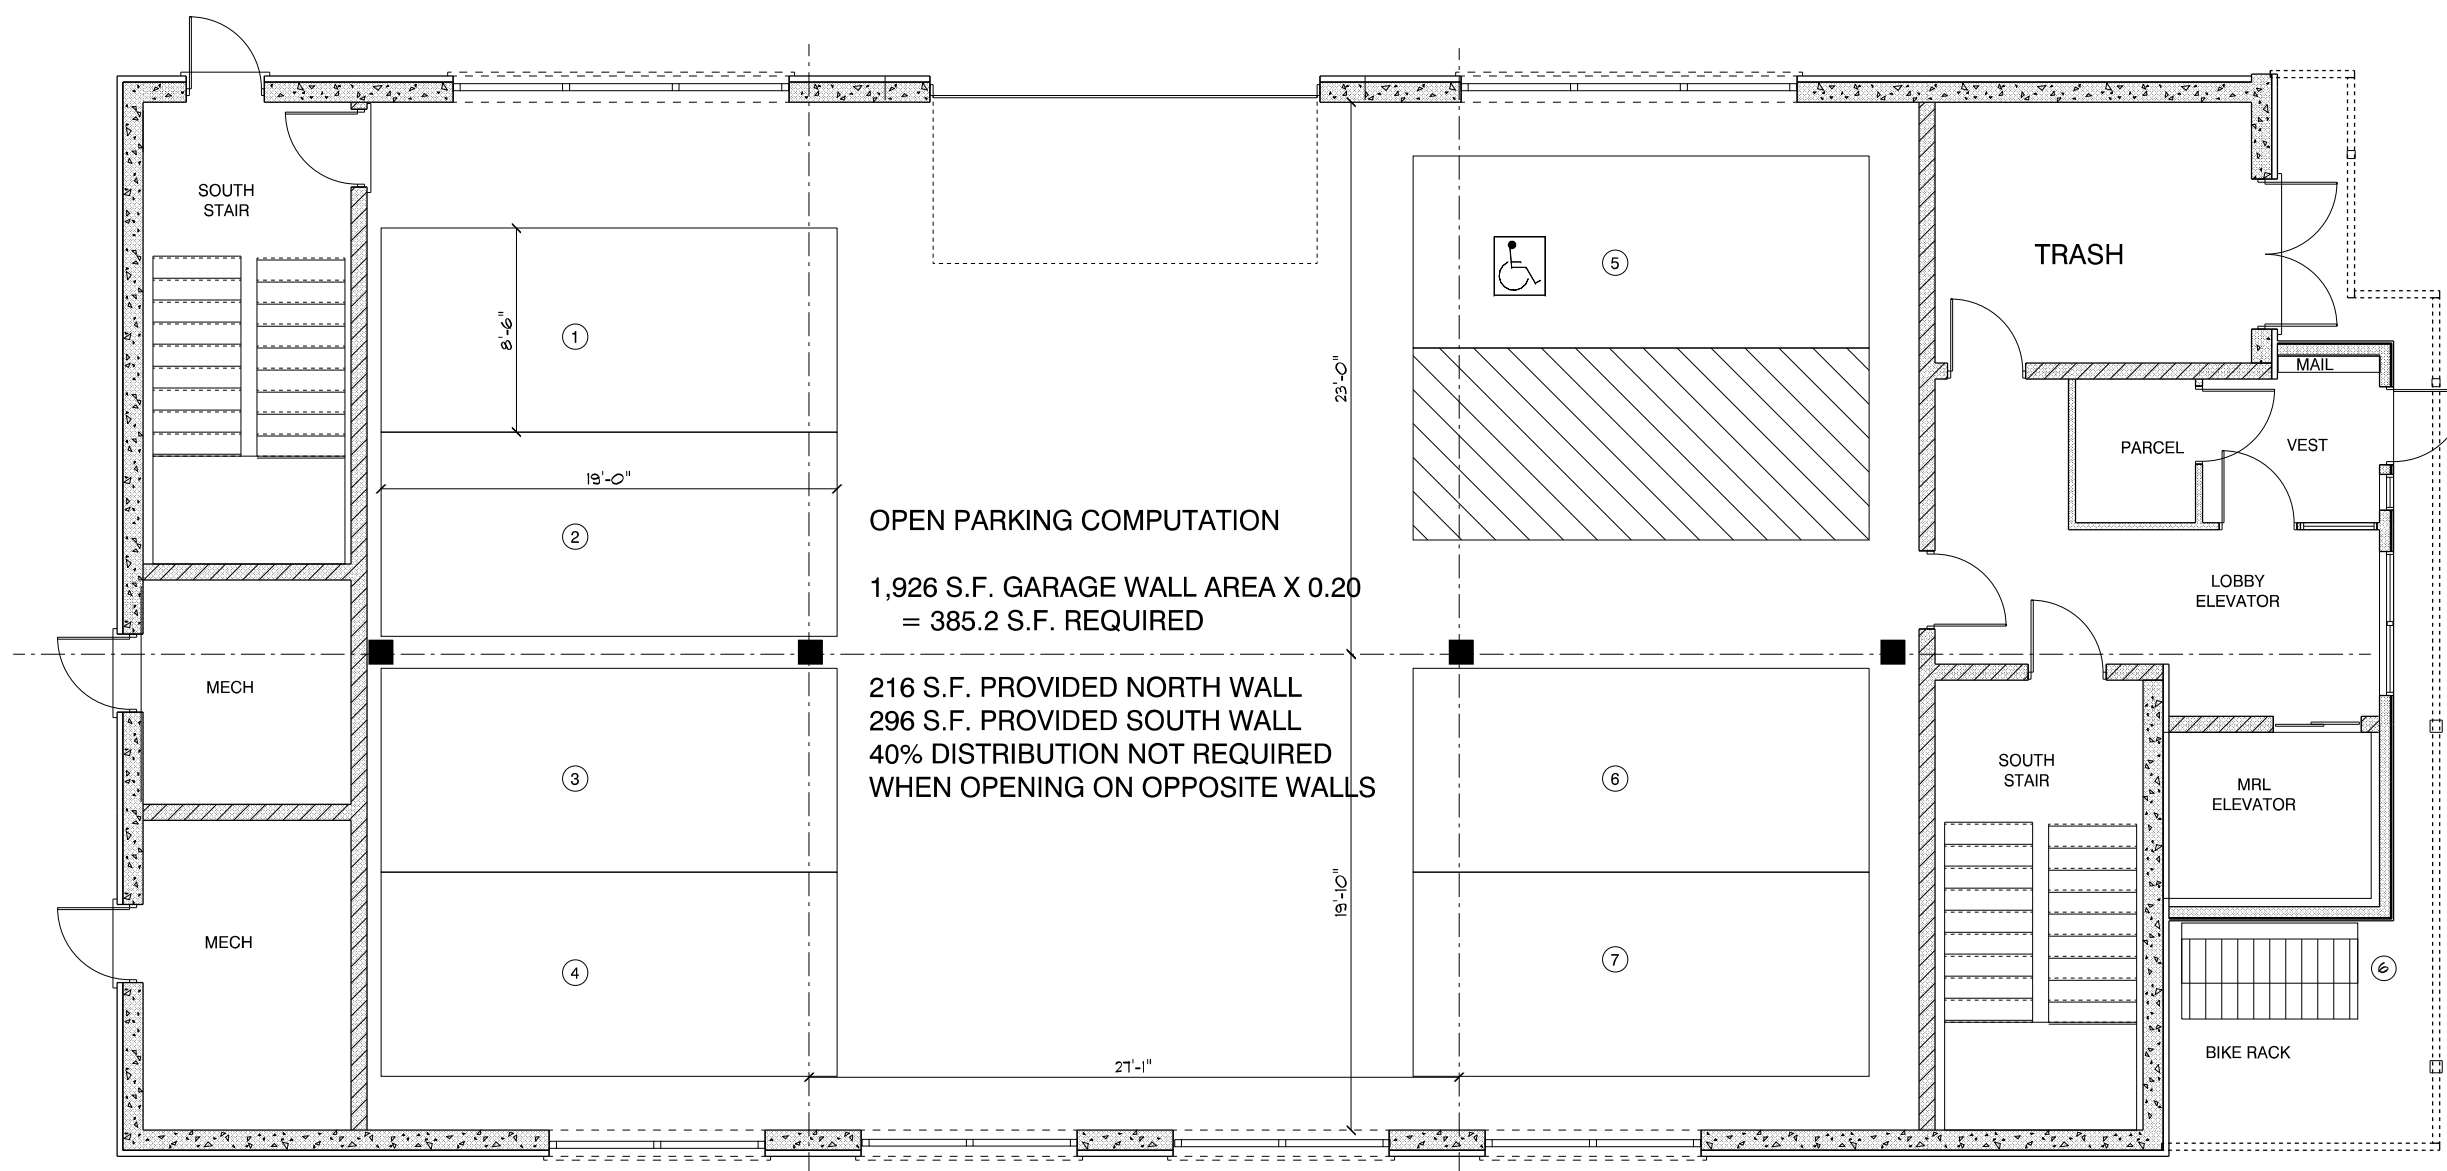 SOUTH
STAIR
8'-6"
1
5
TRASH
23'-0"
MAIL
PARCEL
VEST
19'-0"
2
OPEN PARKING COMPUTATION
1,926 S.F. GARAGE WALL AREA X 0.20
= 385.2 S.F. REQUIRED
LOBBY
ELEVATOR
MECH
216 S.F. PROVIDED NORTH WALL
296 S.F. PROVIDED SOUTH WALL
40% DISTRIBUTION NOT REQUIRED
WHEN OPENING ON OPPOSITE WALLS
3
6
SOUTH
STAIR
MRL
ELEVATOR
19'-10"
MECH
4
7
6
BIKE RACK
27'-1"